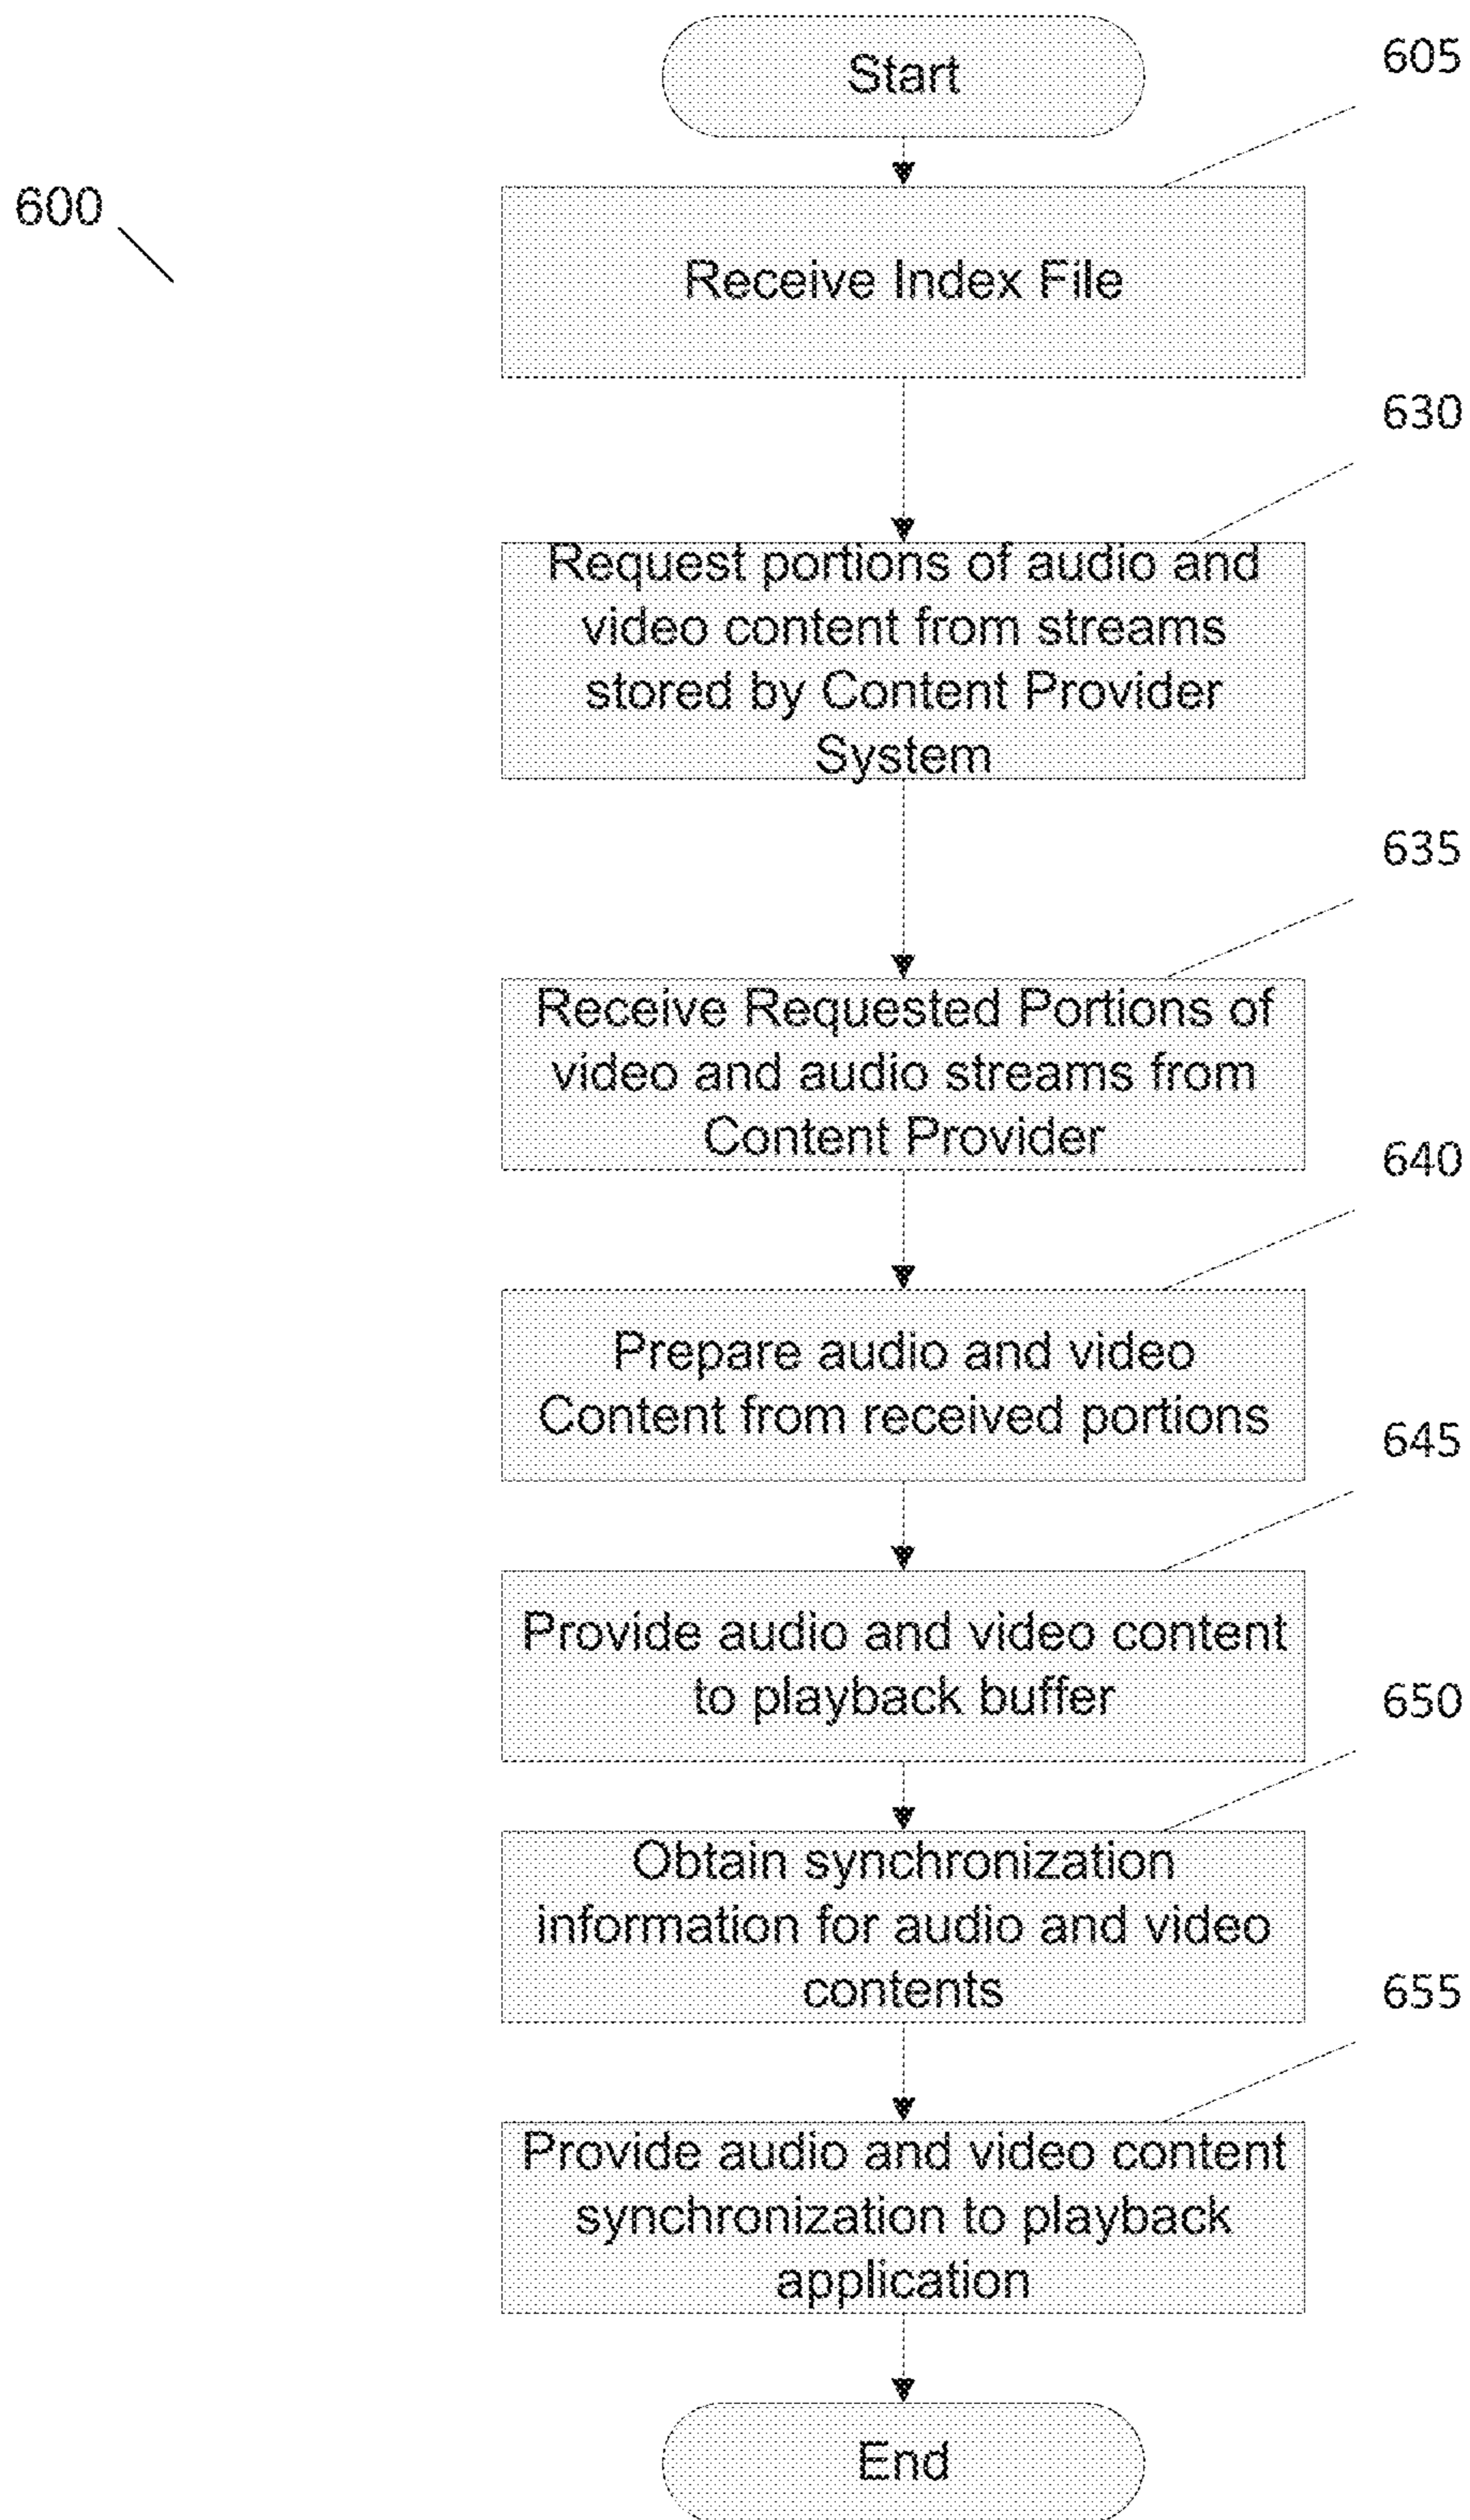 Start
605
600
Receive Index File
630
Request portions of audio and
video content from streams
stored by Content Provider
System
635
Receive Requested Portions of
video and audio streams from
Content Provider
640
Prepare audio and video
Content from received portions
645
Provide audio and video content
to playback buffer
650
Obtain synchronization
information for audio and video
contents
655
Provide audio and video content
synchronization to playback
application
End